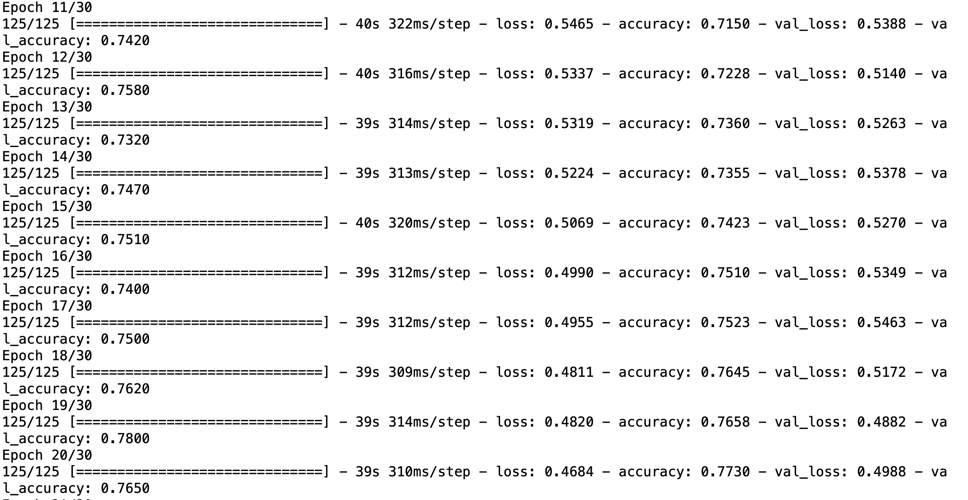 Epoch 11/30
125/125 [==============================] - 40s 322ms/step - loss: 0.5465 - accuracy: 0.7150 - val_loss: 0.5388 - va
l_accuracy: 0.7420
Epoch 12/30
125/125 [==============================] - 40s 316ms/step - loss: 0.5337 - accuracy: 0.7228 - val_loss: 0.5140 - va
l_accuracy: 0.7580
Epoch 13/30
125/125 [==============================] - 39s 314ms/step - loss: 0.5319 - accuracy: 0.7360 - val_loss: 0.5263 - va
l_accuracy: 0.7320
Epoch 14/30
125/125 [==============================] - 39s 313ms/step - loss: 0.5224 - accuracy: 0.7355 - val_loss: 0.5378 - va
l_accuracy: 0.7470
Epoch 15/30
125/125 [==============================] - 40s 320ms/step - loss: 0.5069 - accuracy: 0.7423 - val_loss: 0.5270 - va
l_accuracy: 0.7510
Epoch 16/30
125/125 [==============================] - 39s 312ms/step - loss: 0.4990 - accuracy: 0.7510 - val_loss: 0.5349 - va
l_accuracy: 0.7400
Epoch 17/30
125/125 [==============================] - 39s 312ms/step - loss: 0.4955 - accuracy: 0.7523 - val_loss: 0.5463 - va
l_accuracy: 0.7500
Epoch 18/30
125/125 [==============================] - 39s 309ms/step - loss: 0.4811 - accuracy: 0.7645 - val_loss: 0.5172 - va
l_accuracy: 0.7620
Epoch 19/30
125/125 [==============================] - 39s 314ms/step - loss: 0.4820 - accuracy: 0.7658 - val_loss: 0.4882 - va
l_accuracy: 0.7800
Epoch 20/30
125/125 [==============================] - 39s 310ms/step - loss: 0.4684 - accuracy: 0.7730 - val_loss: 0.4988 - va
l_accuracy: 0.7650